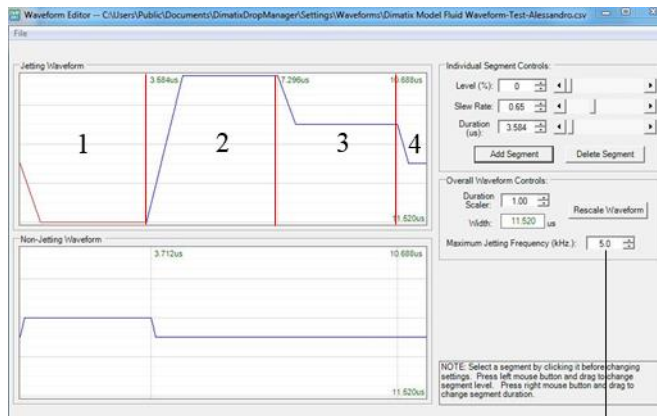 Waveform Editor -- C:\Users\Public\Documents\DimatixDropManager\Settings\Waveforms\Dimatix Model Fluid Waveform-Test-Alessandro.csv
File
Jetting Waveform
3.584us
7.296us
10.688us
1
2
3
4
11.520us
Individual Segment Controls:
Level (%): 0
Slew Rate: 0.65
Duration (us): 3.584
Add Segment
Delete Segment
Overall Waveform Controls:
Duration Scaler: 1.00
Width: 11.520 us
Rescale Waveform
Maximum Jetting Frequency (kHz.): 5.0
Non-Jetting Waveform
3.712us
10.688us
11.520us
NOTE: Select a segment by clicking it before changing
settings. Press left mouse button and drag to change
segment level. Press right mouse button and drag to
change segment duration.